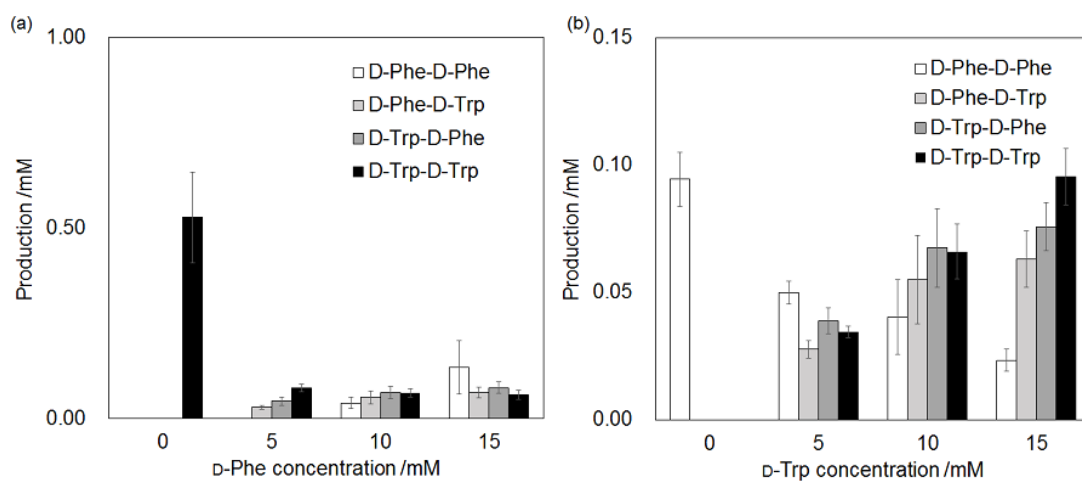 (a)
1.00
0.50
0.00
Production /mM
D-Phe-D-Phe
D-Phe-D-Trp
D-Trp-D-Phe
D-Trp-D-Trp
0 5 10 15
D-Phe concentration /mM
(b)
0.15
0.10
0.05
0.00
Production /mM
D-Phe-D-Phe
D-Phe-D-Trp
D-Trp-D-Phe
D-Trp-D-Trp
0 5 10 15
D-Trp concentration /mM